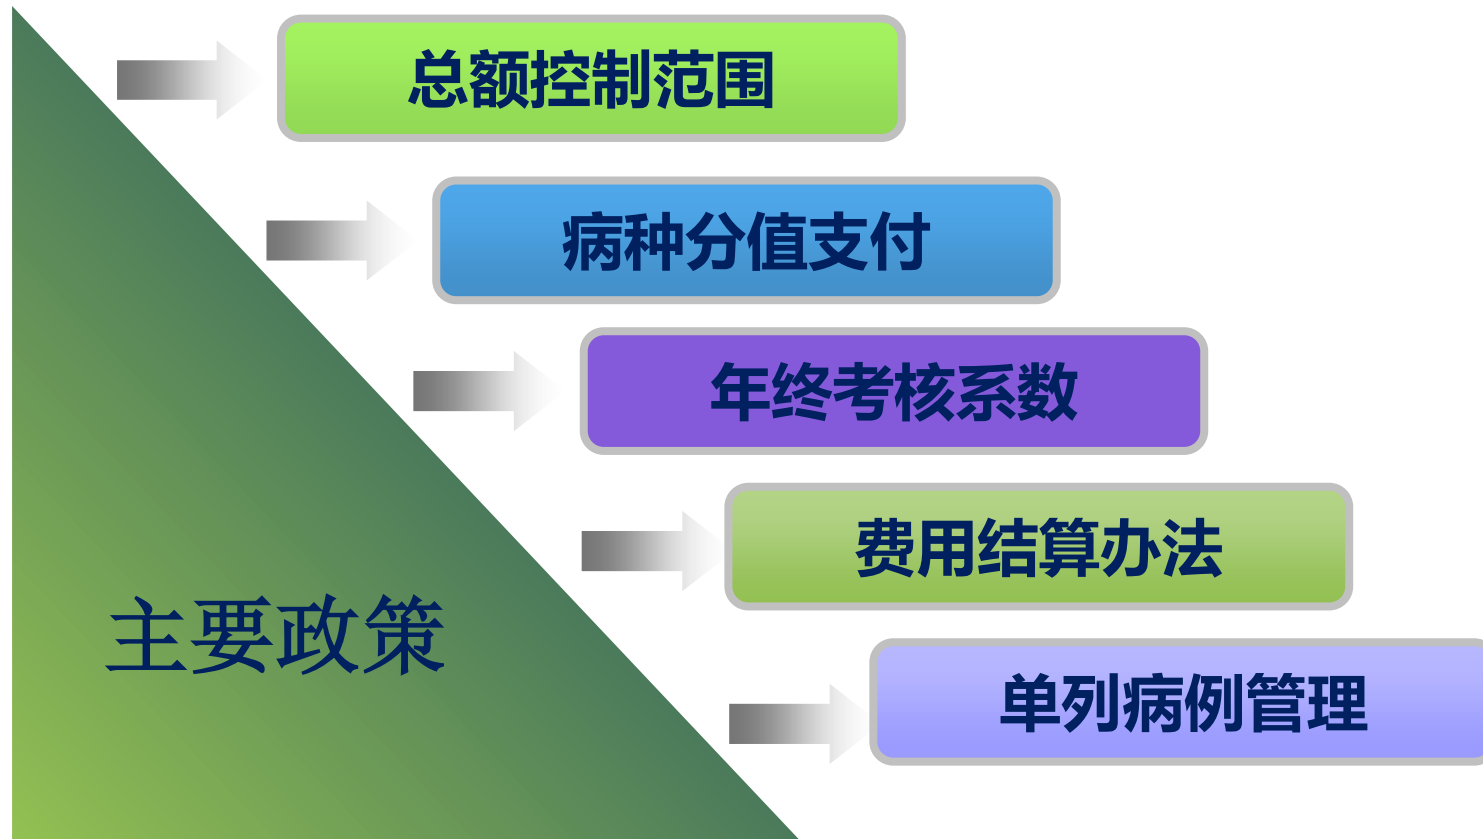 总额控制范围
病种分值支付
年终考核系数
费用结算办法
主要政策
单列病例管理